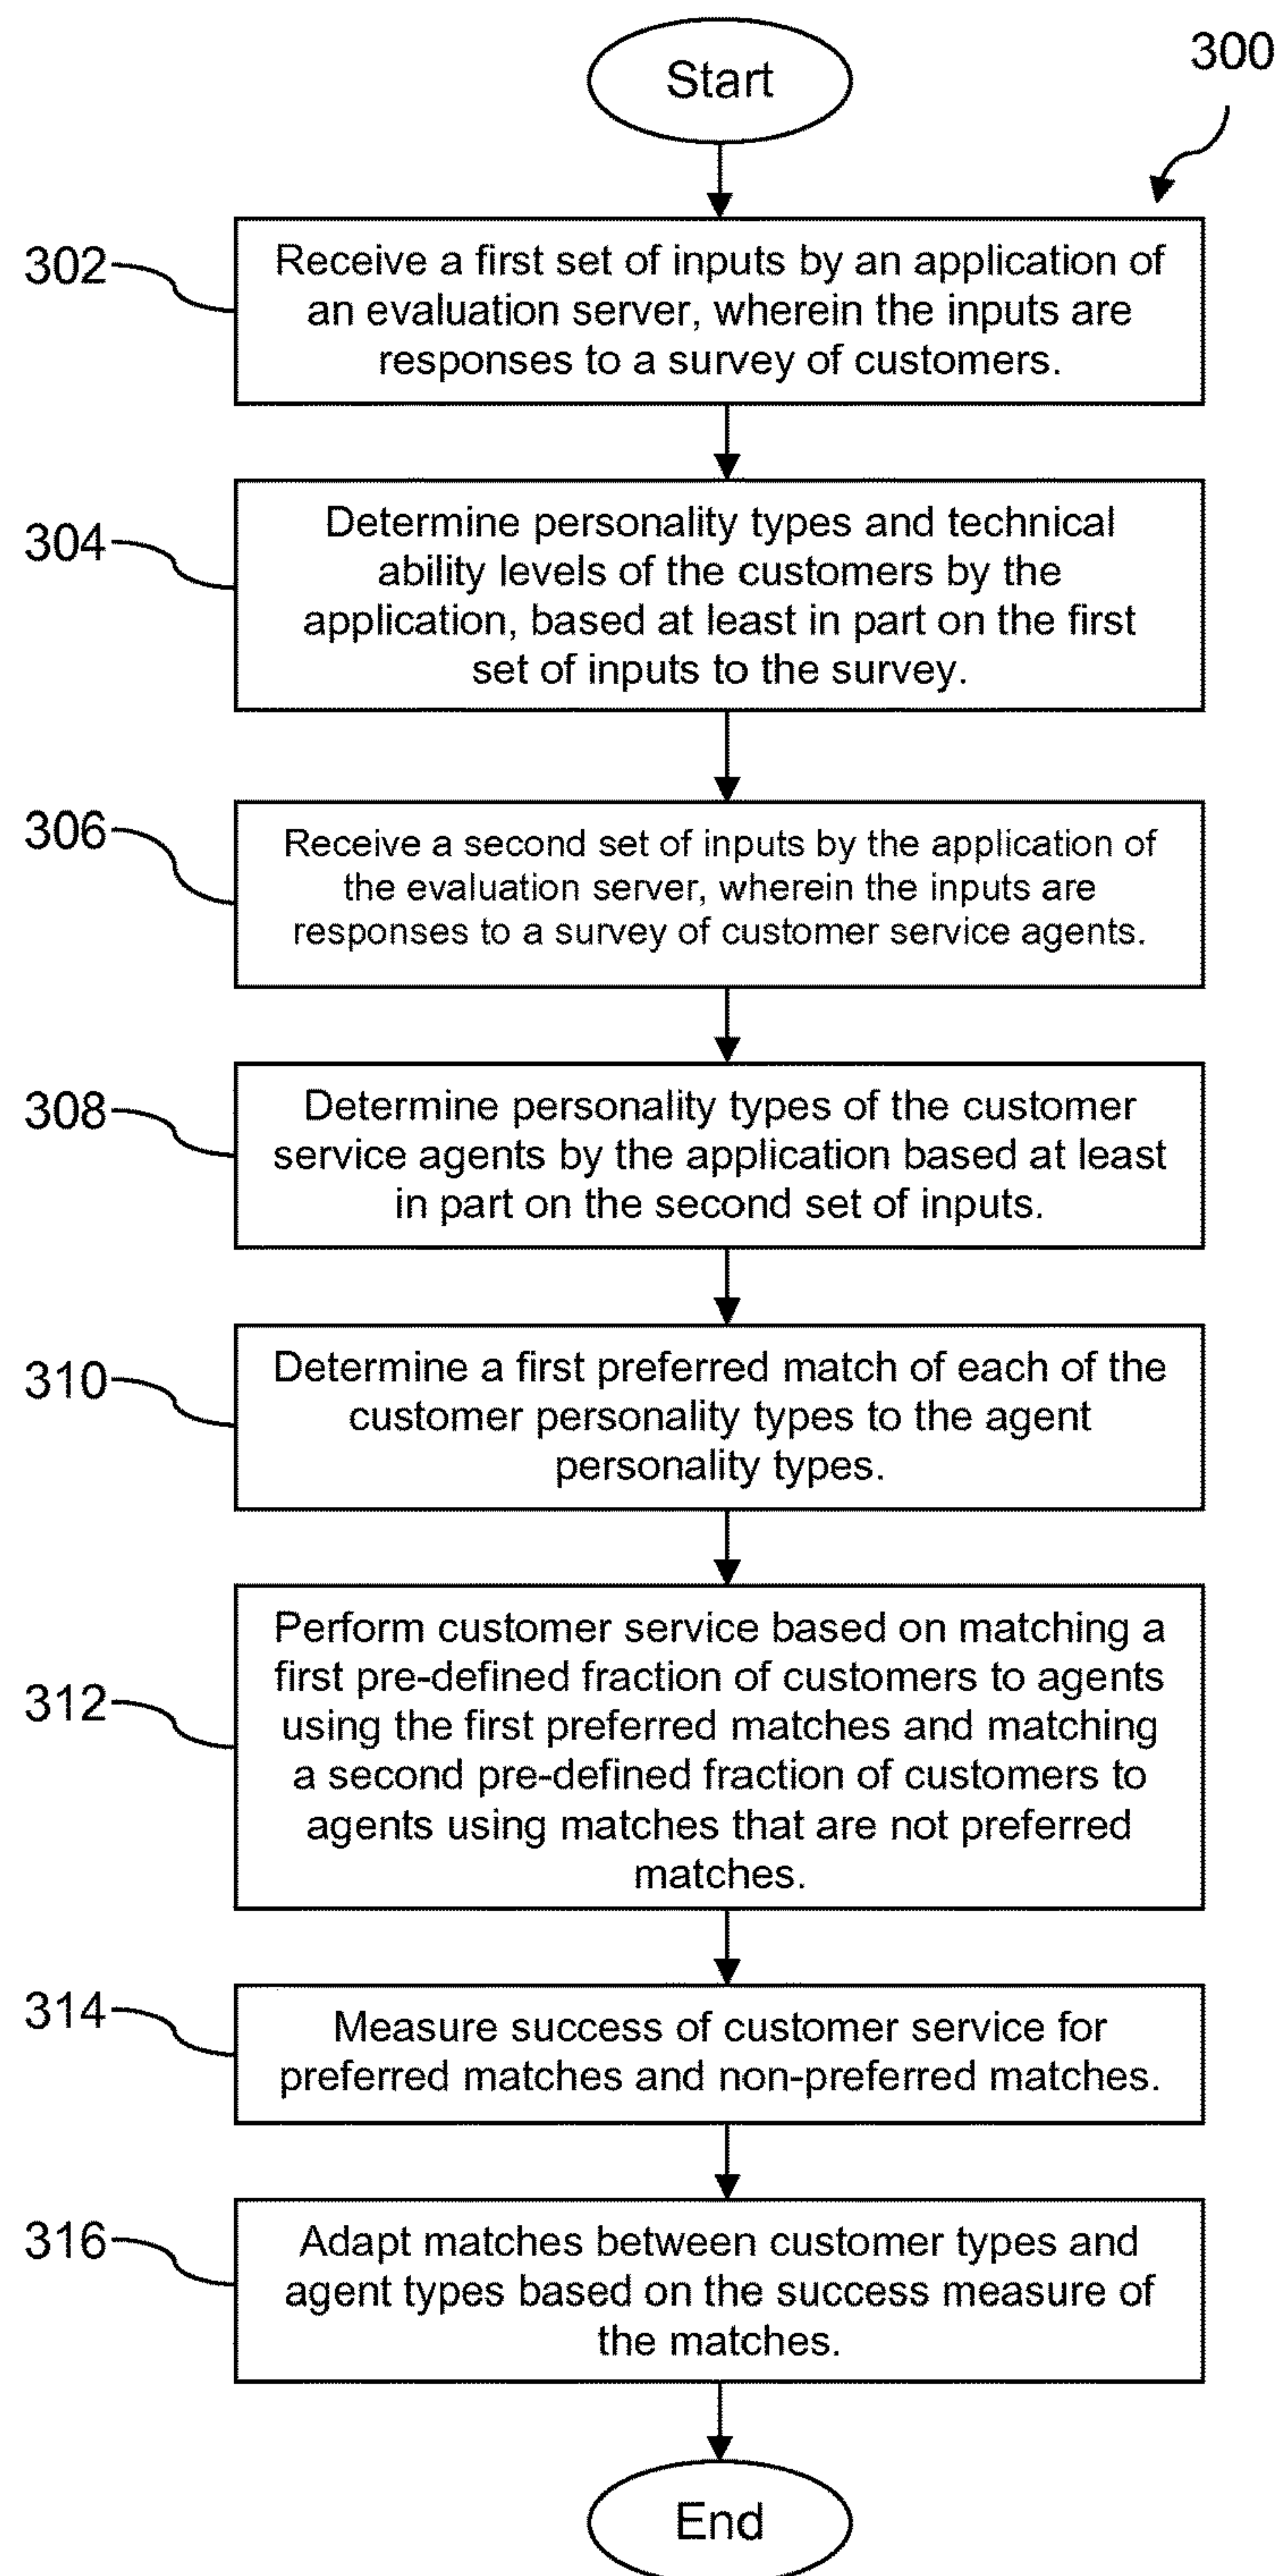 Start
300
302
Receive a first set of inputs by an application of
an evaluation server, wherein the inputs are
responses to a survey of customers.
304
Determine personality types and technical
ability levels of the customers by the
application, based at least in part on the first
set of inputs to the survey.
306
Receive a second set of inputs by the application of
the evaluation server, wherein the inputs are
responses to a survey of customer service agents.
308
Determine personality types of the customer
service agents by the application based at least
in part on the second set of inputs.
310
Determine a first preferred match of each of the
customer personality types to the agent
personality types.
312
Perform customer service based on matching a
first pre-defined fraction of customers to agents
using the first preferred matches and matching
a second pre-defined fraction of customers to
agents using matches that are not preferred
matches.
314
Measure success of customer service for
preferred matches and non-preferred matches.
316
Adapt matches between customer types and
agent types based on the success measure of
the matches.
End